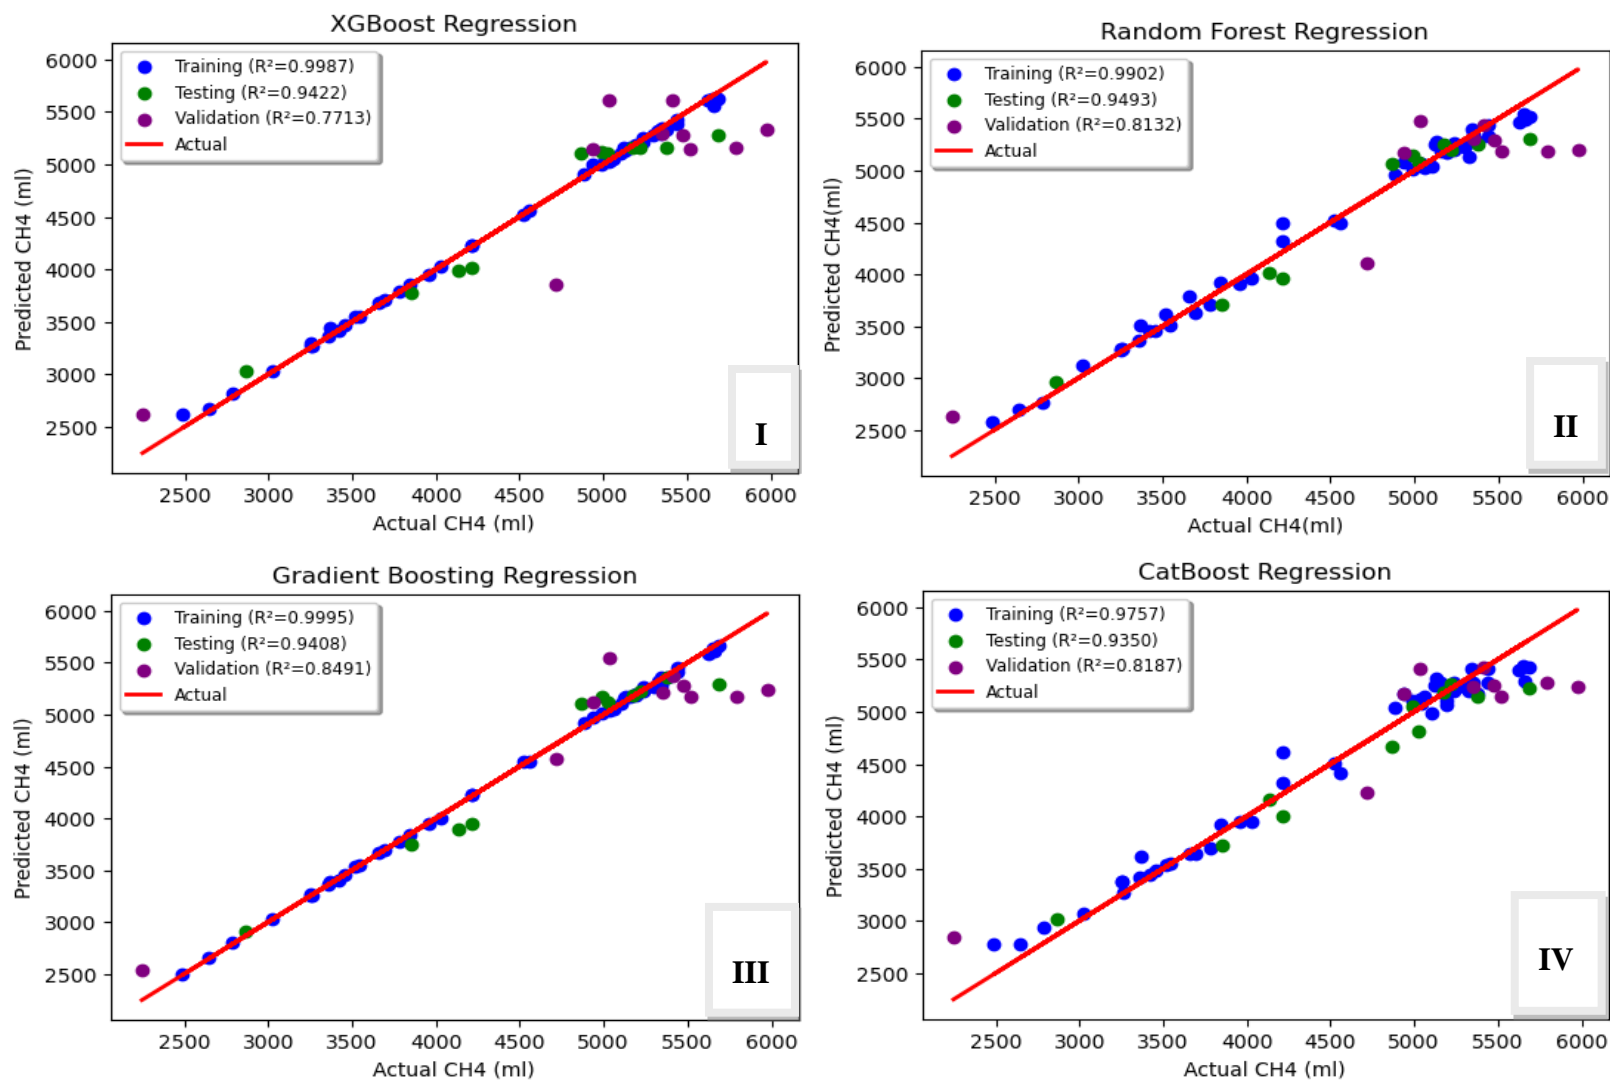 XGBoost Regression
Training (R²=0.9987)
Testing (R²=0.9422)
Validation (R²=0.7713)
Actual
6000
5500
5000
4500
4000
3500
3000
2500
Predicted CH4 (ml)
I
2500 3000 3500 4000 4500 5000 5500 6000
Actual CH4 (ml)
Random Forest Regression
Training (R²=0.9902)
Testing (R²=0.9493)
Validation (R²=0.8132)
Actual
6000
5500
5000
4500
4000
3500
3000
2500
Predicted CH4(ml)
II
2500 3000 3500 4000 4500 5000 5500 6000
Actual CH4(ml)
Gradient Boosting Regression
Training (R²=0.9995)
Testing (R²=0.9408)
Validation (R²=0.8491)
Actual
6000
5500
5000
4500
4000
3500
3000
2500
Predicted CH4 (ml)
III
2500 3000 3500 4000 4500 5000 5500 6000
Actual CH4 (ml)
CatBoost Regression
Training (R²=0.9757)
Testing (R²=0.9350)
Validation (R²=0.8187)
Actual
6000
5500
5000
4500
4000
3500
3000
2500
Predicted CH4 (ml)
IV
2500 3000 3500 4000 4500 5000 5500 6000
Actual CH4 (ml)